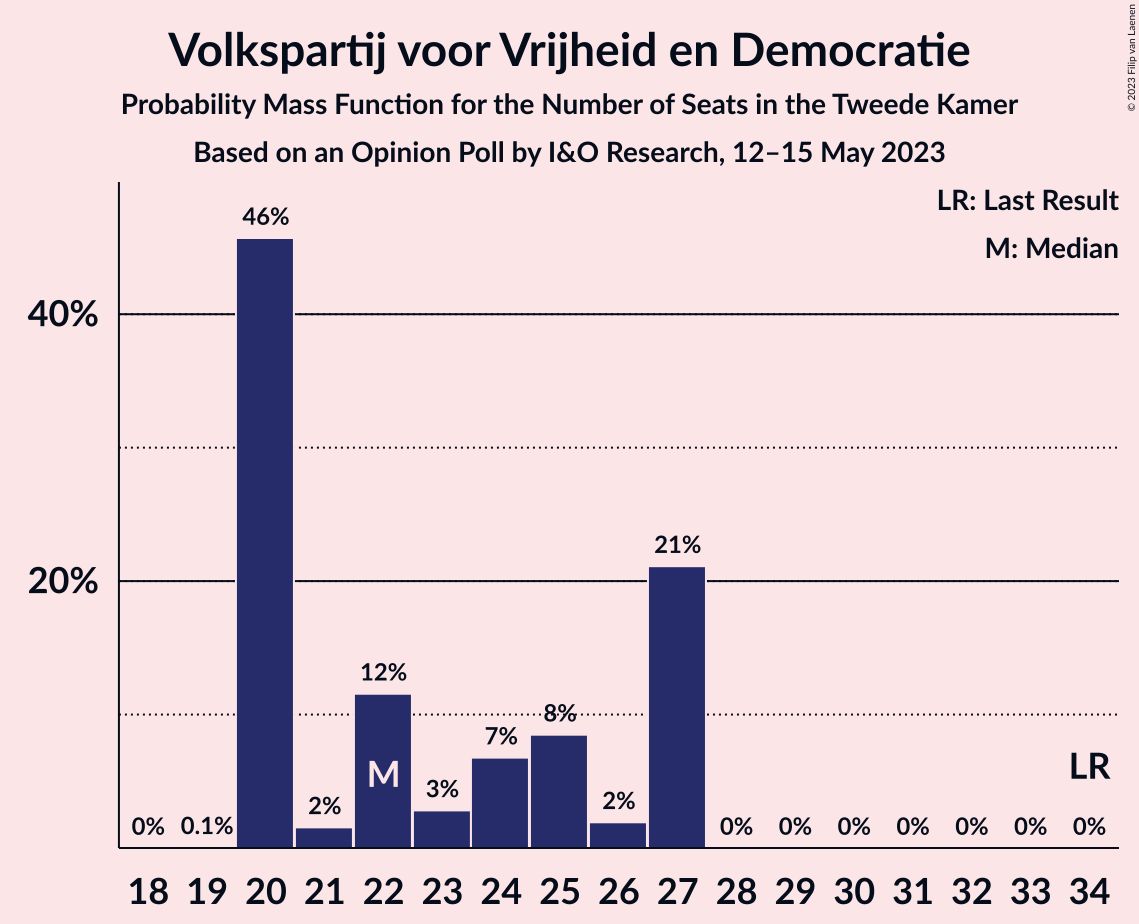 Volkspartij voor Vrijheid en Democratie
Probability Mass Function for the Number of Seats in the Tweede Kamer
Based on an Opinion Poll by I&O Research, 12–15 May 2023
© 2023 Filip van Laenen
LR: Last Result
M: Median
40%
20%
46%
21%
12%
8%
7%
3%
2%
2%
0%
0.1%
0%
0%
0%
0%
0%
0%
0%
M
LR
18 19 20 21 22 23 24 25 26 27 28 29 30 31 32 33 34